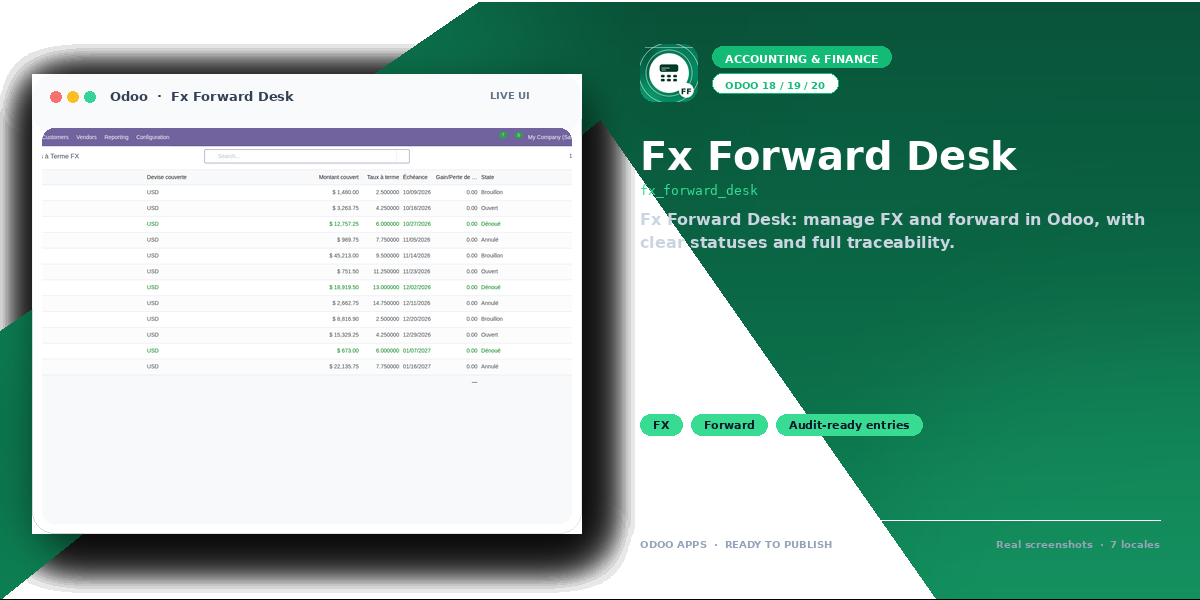 Odoo · Fx Forward Desk
LIVE UI
Customers Vendors Reporting Configuration
My Company (Sa
s à Terme FX
Search...
Devise couverte Montant couvert Taux à terme Échéance Gain/Perte de ... State
USD $ 1,460.00 2.500000 10/09/2026 0.00 Brouillon
USD $ 3,263.75 4.250000 10/18/2026 0.00 Ouvert
USD $ 12,757.25 6.000000 10/27/2026 0.00 Dénoué
USD $ 969.75 7.750000 11/05/2026 0.00 Annulé
USD $ 45,213.00 9.500000 11/14/2026 0.00 Brouillon
USD $ 751.50 11.250000 11/23/2026 0.00 Ouvert
USD $ 18,919.50 13.000000 12/02/2026 0.00 Dénoué
USD $ 2,662.75 14.750000 12/11/2026 0.00 Annulé
USD $ 8,816.90 2.500000 12/20/2026 0.00 Brouillon
USD $ 15,329.25 4.250000 12/29/2026 0.00 Ouvert
USD $ 673.00 6.000000 01/07/2027 0.00 Dénoué
USD $ 22,135.75 7.750000 01/16/2027 0.00 Annulé
FF
ACCOUNTING & FINANCE
ODOO 18 / 19 / 20
Fx Forward Desk
fx_forward_desk
Fx Forward Desk: manage FX and forward in Odoo, with
clear statuses and full traceability.
FX Forward Audit-ready entries
ODOO APPS · READY TO PUBLISH
Real screenshots · 7 locales